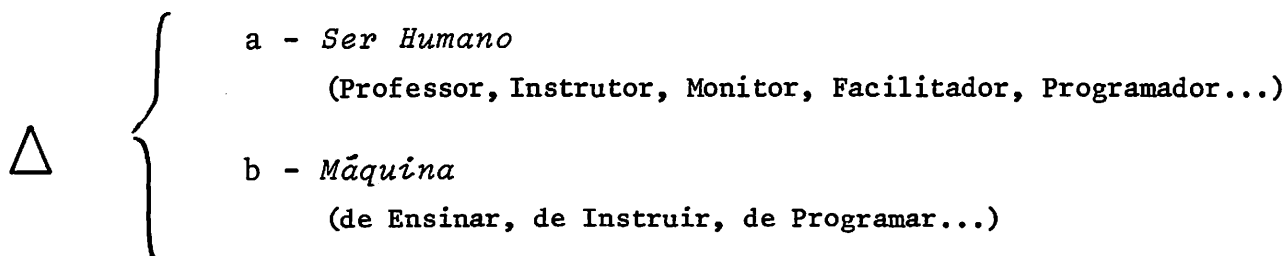 a - Ser Humano
(Professor, Instrutor, Monitor, Facilitador, Programador...)
Δ
b - Máquina
(de Ensinar, de Instruir, de Programar...)